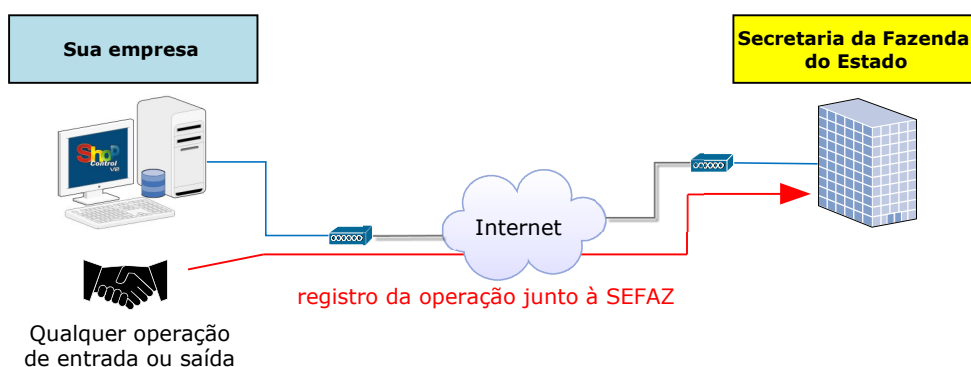 Sua empresa
Secretaria da Fazenda
do Estado
Shop
Control
Internet
registro da operação junto à SEFAZ
Qualquer operação
de entrada ou saída